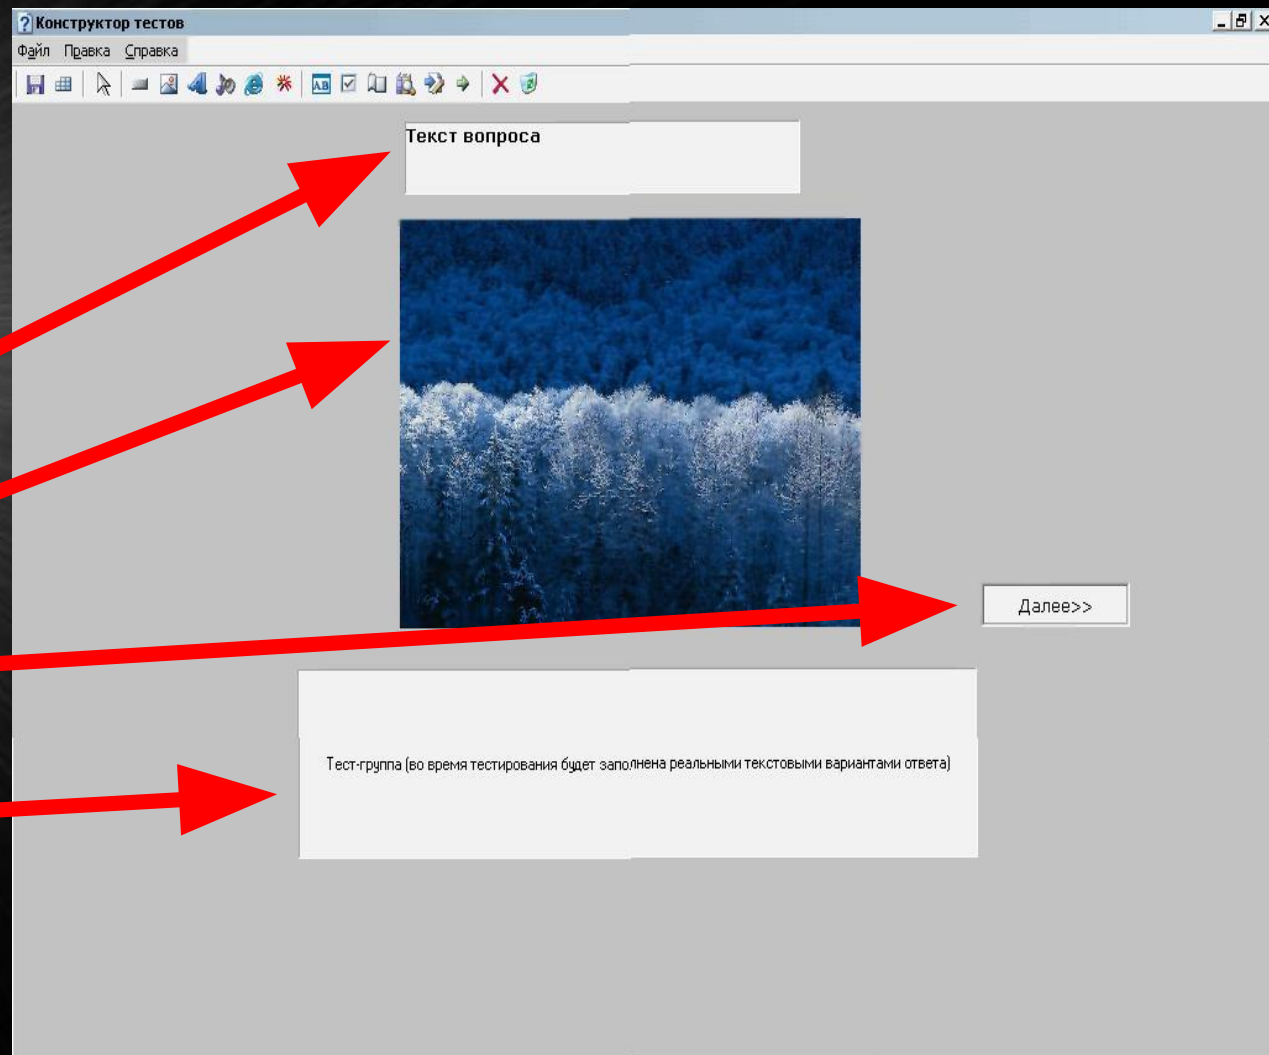 Конструктор тестов
Файл Правка Справка
AB
Текст вопроса
Далее>>
Тест-группа (во время тестирования будет заполнена реальными текстовыми вариантами ответа)